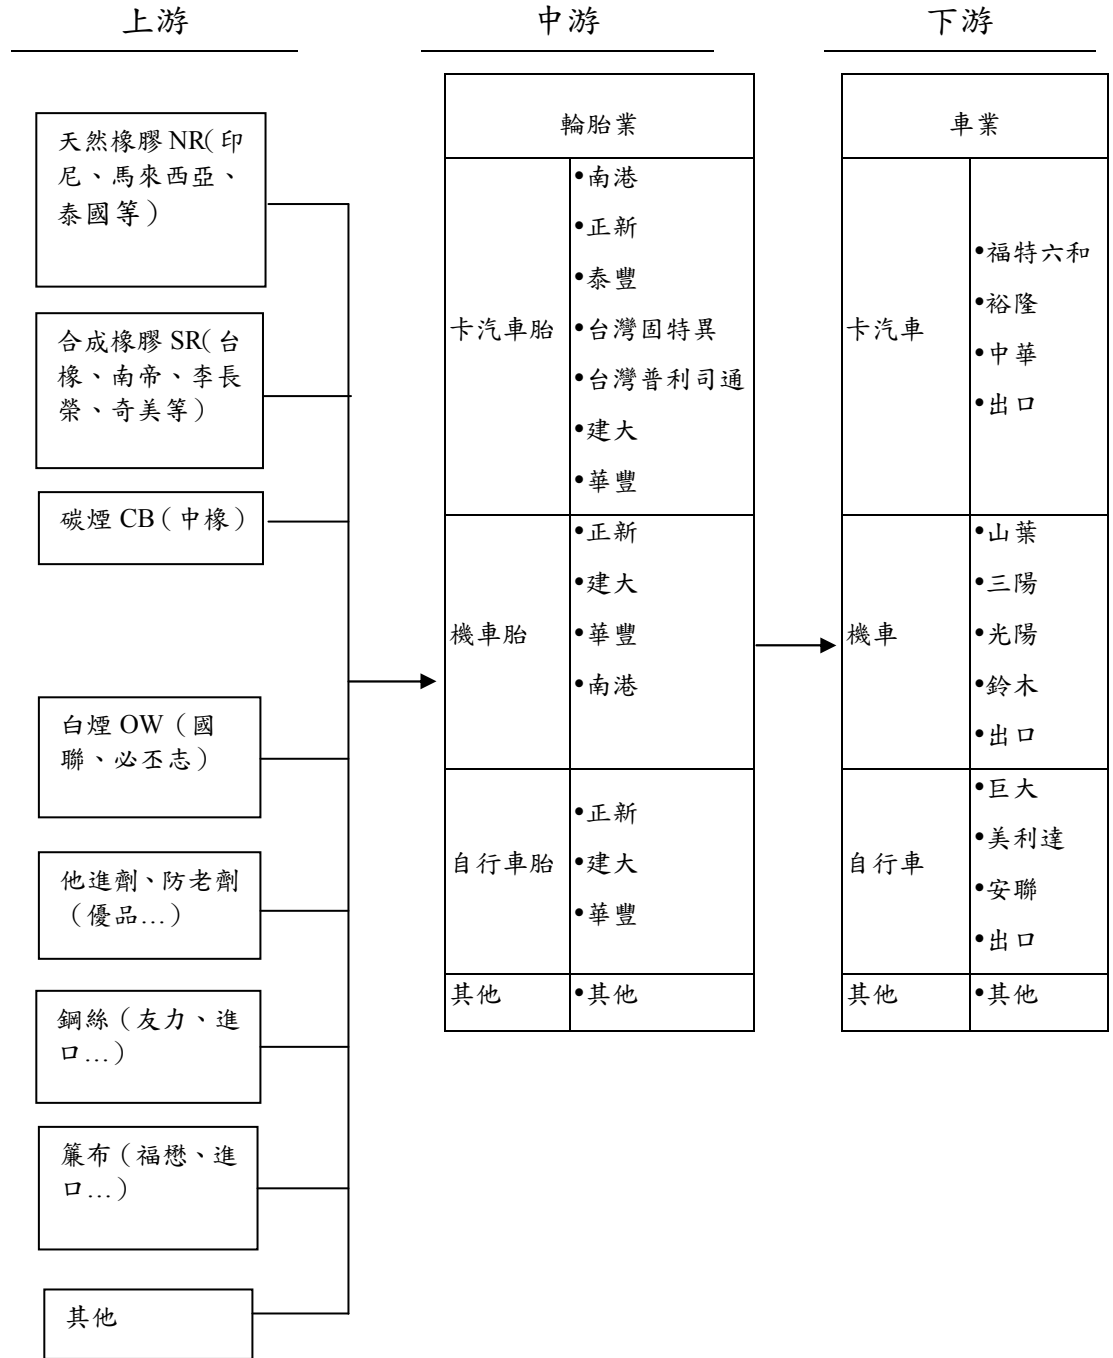 上游
中游
下游
天然橡膠 NR(印
尼、馬來西亞、
泰國等)
合成橡膠 SR(台
橡、南帝、李長
榮、奇美等)
碳煙 CB(中橡)
白煙 OW(國
聯、必丕志)
他進劑、防老劑
(優品…)
鋼絲(友力、進
口…)
簾布(福懋、進
口…)
其他
輪胎業
卡汽車胎
•南港
•正新
•泰豐
•台灣固特異
•台灣普利司通
•建大
•華豐
機車胎
•正新
•建大
•華豐
•南港
自行車胎
•正新
•建大
•華豐
其他
•其他
車業
卡汽車
•福特六和
•裕隆
•中華
•出口
機車
•山葉
•三陽
•光陽
•鈴木
•出口
自行車
•巨大
•美利達
•安聯
•出口
其他
•其他